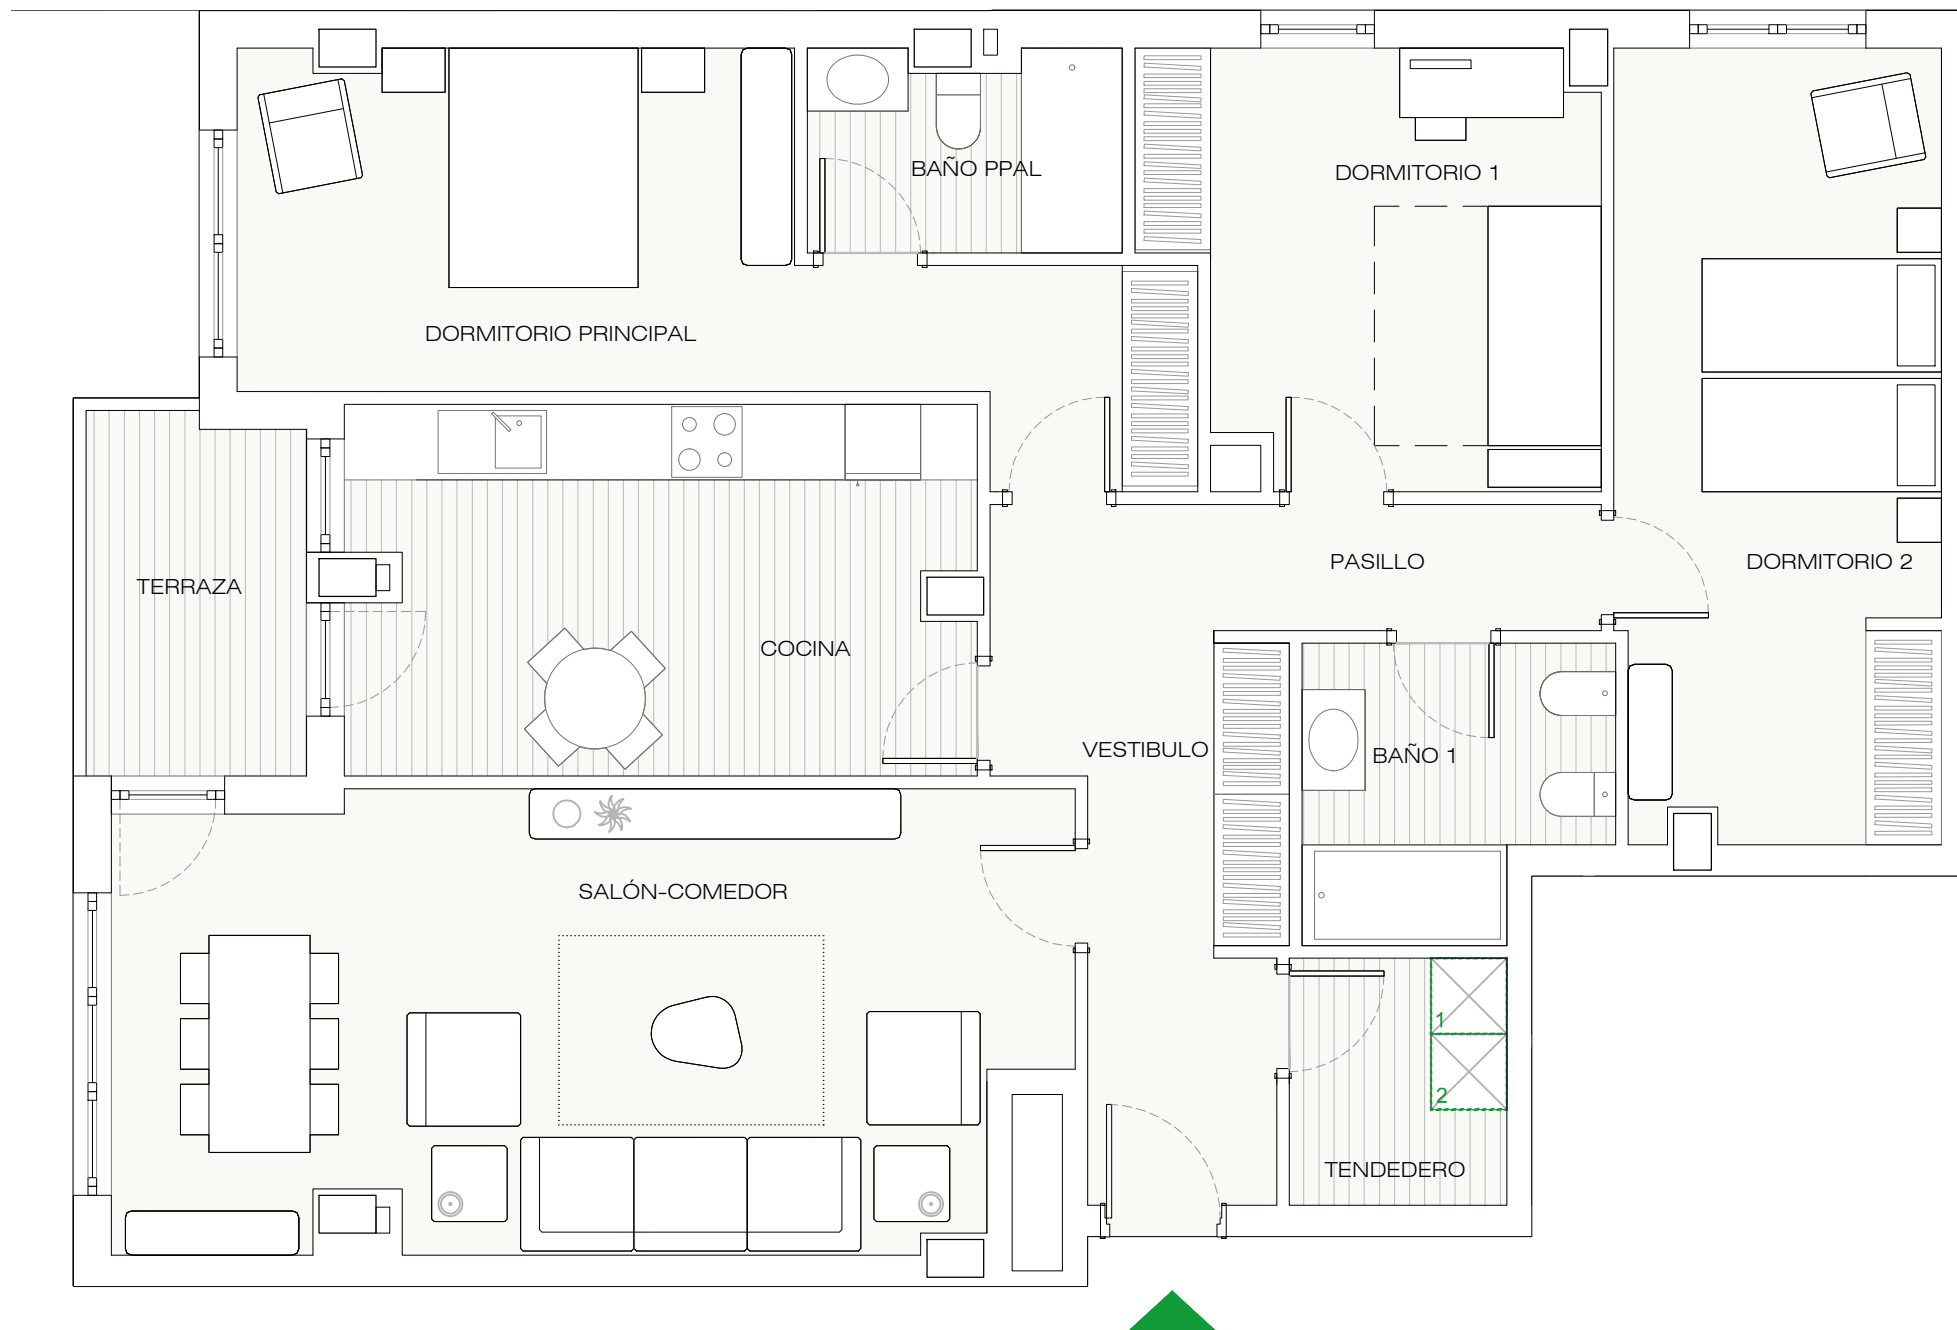 BAÑO PPAL
DORMITORIO 1
DORMITORIO PRINCIPAL
PASILLO
DORMITORIO 2
TERRAZA
COCINA
VESTIBULO
BAÑO 1
SALÓN-COMEDOR
1
2
TENDEDERO